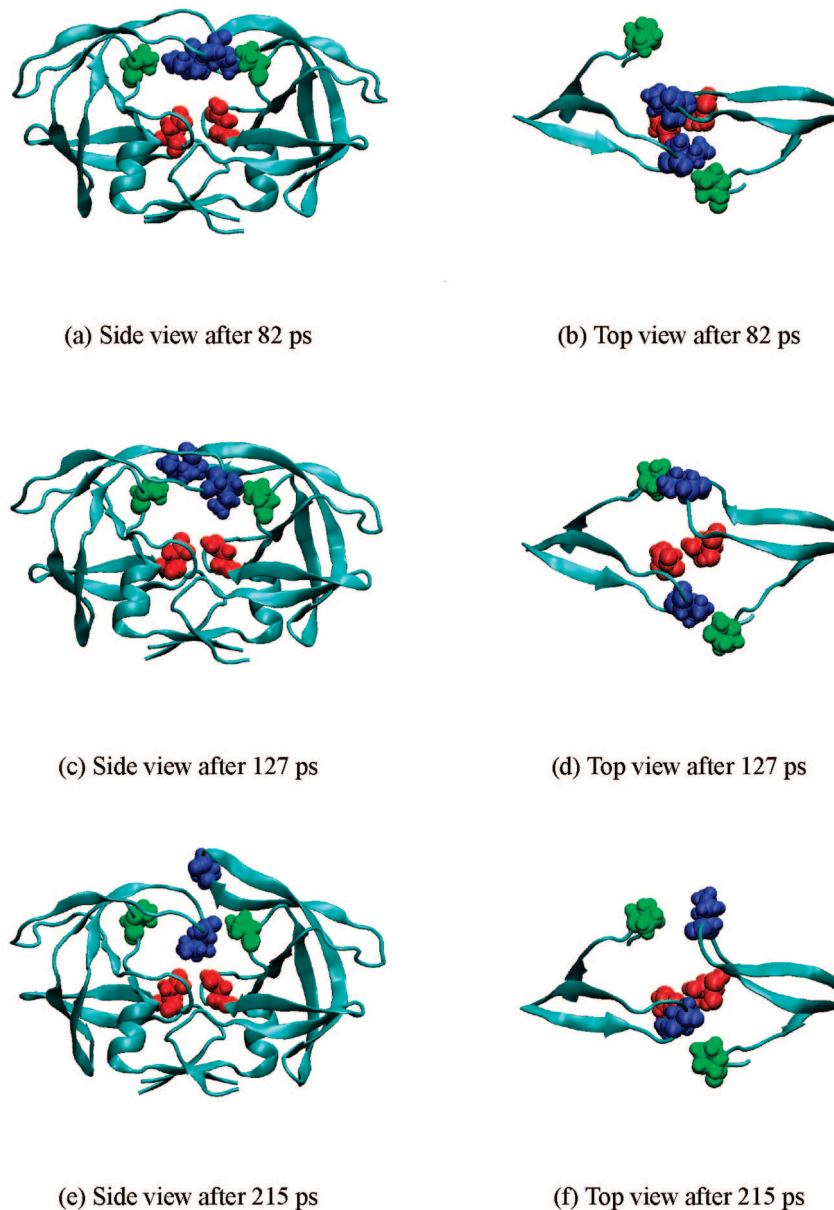 (a) Side view after 82 ps
(b) Top view after 82 ps
(c) Side view after 127 ps
(d) Top view after 127 ps
(e) Side view after 215 ps
(f) Top view after 215 ps